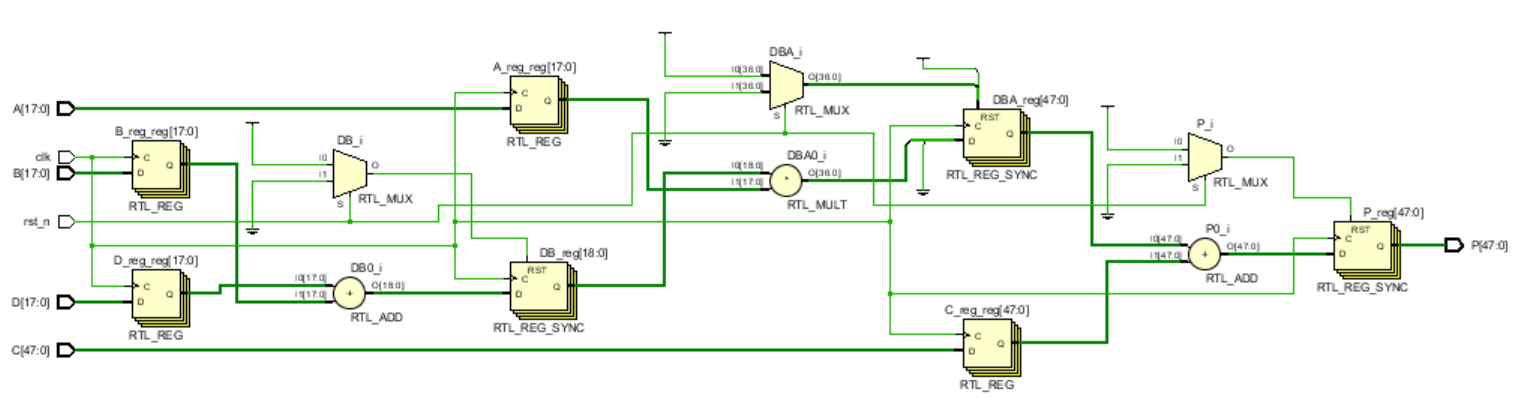 A[17:0]
clk
B[17:0]
rst_n
D[17:0]
C[47:0]
B_reg_reg[17:0]
C
D
Q
RTL_REG
D_reg_reg[17:0]
C
D
Q
RTL_REG
DB_i
I0
I1
S
O
RTL_MUX
DB0_i
I0[17:0]
I1[17:0]
+
O[18:0]
RTL_ADD
A_reg_reg[17:0]
C
D
Q
RTL_REG
DB_reg[18:0]
RST
C
D
Q
RTL_REG_SYNC
DBA_i
I0[36:0]
I1[36:0]
S
O[36:0]
RTL_MUX
DBA0_i
I0[18:0]
I1[17:0]
*
O[36:0]
RTL_MULT
DBA_reg[47:0]
RST
C
D
Q
RTL_REG_SYNC
C_reg_reg[47:0]
C
D
Q
RTL_REG
P_i
I0
I1
S
O
RTL_MUX
P0_i
I0[47:0]
I1[47:0]
+
O[47:0]
RTL_ADD
P_reg[47:0]
RST
C
D
Q
RTL_REG_SYNC
P[47:0]